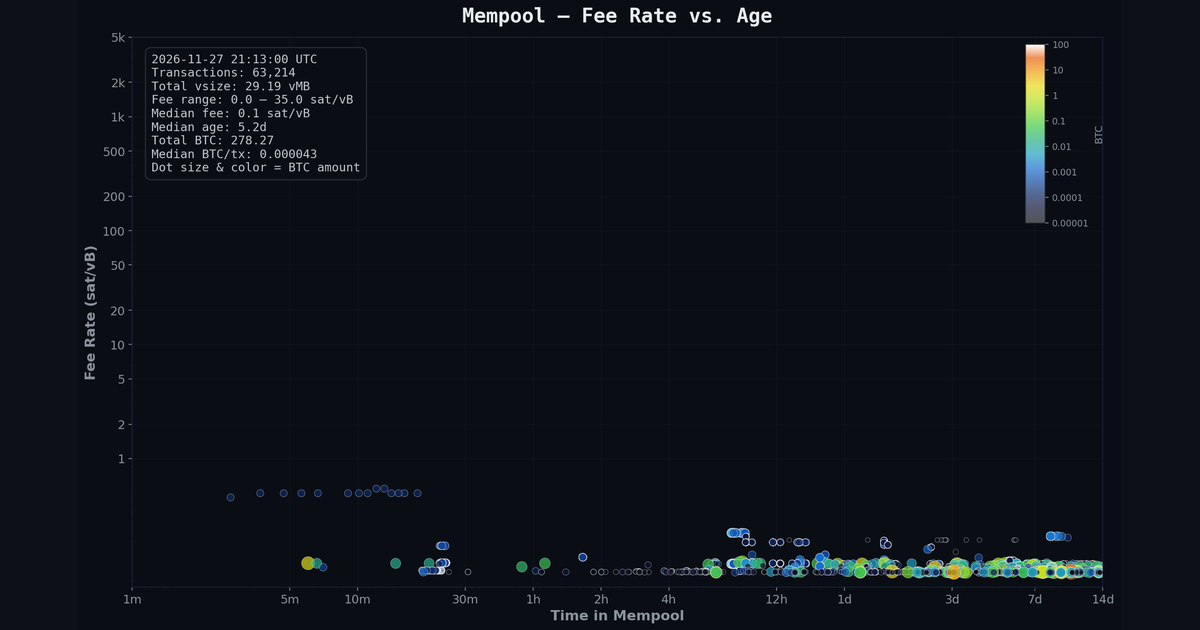 Mempool — Fee Rate vs. Age
2026-11-27 21:13:00 UTC
Transactions: 63,214
Total vsize: 29.19 vMB
Fee range: 0.0 — 35.0 sat/vB
Median fee: 0.1 sat/vB
Median age: 5.2d
Total BTC: 278.27
Median BTC/tx: 0.000043
Dot size & color = BTC amount
100
10
1
0.1
0.01
0.001
0.0001
0.00001
BTC
Fee Rate (sat/vB)
5k
2k
1k
500
200
100
50
20
10
5
2
1
1m 5m 10m 30m 1h 2h 4h 12h 1d 3d 7d 14d
Time in Mempool